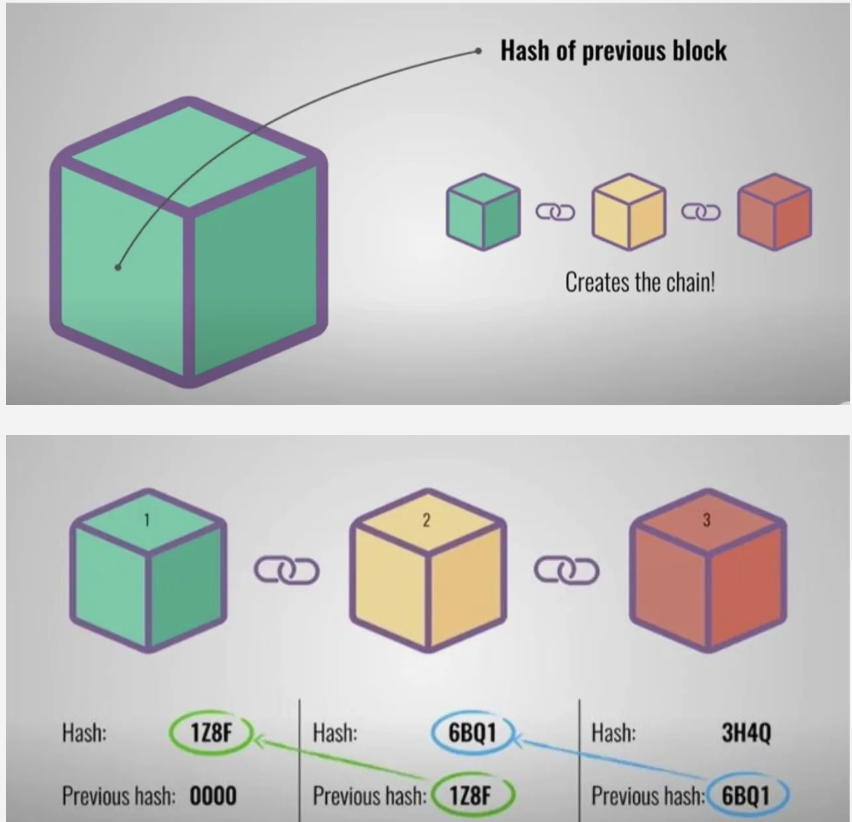 Hash of previous block
Creates the chain!
1
2
3
Hash: 1Z8F
Hash: 6BQ1
Hash: 3H4Q
Previous hash: 0000
Previous hash: 1Z8F
Previous hash: 6BQ1